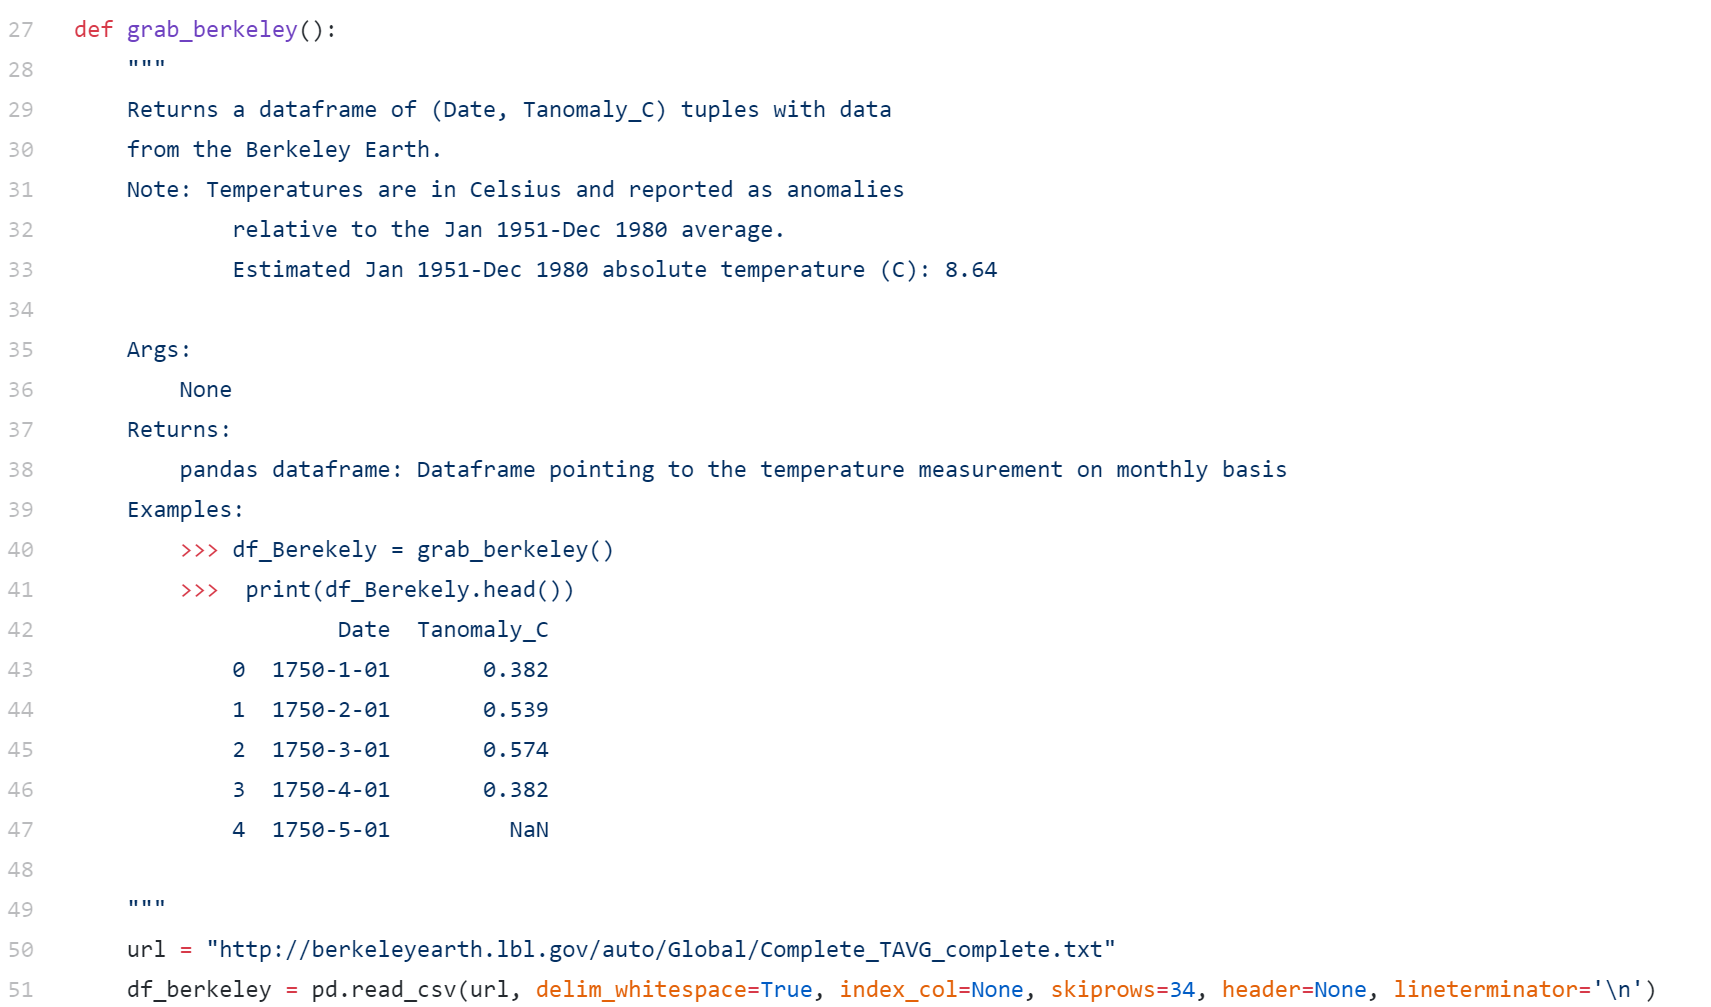 27 def grab_berkeley():
28     """
29     Returns a dataframe of (Date, Tanomaly_C) tuples with data
30     from the Berkeley Earth.
31     Note: Temperatures are in Celsius and reported as anomalies
32             relative to the Jan 1951-Dec 1980 average.
33             Estimated Jan 1951-Dec 1980 absolute temperature (C): 8.64
34
35     Args:
36         None
37     Returns:
38         pandas dataframe: Dataframe pointing to the temperature measurement on monthly basis
39     Examples:
40         >>> df_Berekely = grab_berkeley()
41         >>>  print(df_Berekely.head())
42                     Date  Tanomaly_C
43             0  1750-1-01       0.382
44             1  1750-2-01       0.539
45             2  1750-3-01       0.574
46             3  1750-4-01       0.382
47             4  1750-5-01         NaN
48
49     """
50     url = "http://berkeleyearth.lbl.gov/auto/Global/Complete_TAVG_complete.txt"
51     df_berkeley = pd.read_csv(url, delim_whitespace=True, index_col=None, skiprows=34, header=None, lineterminator='\n')